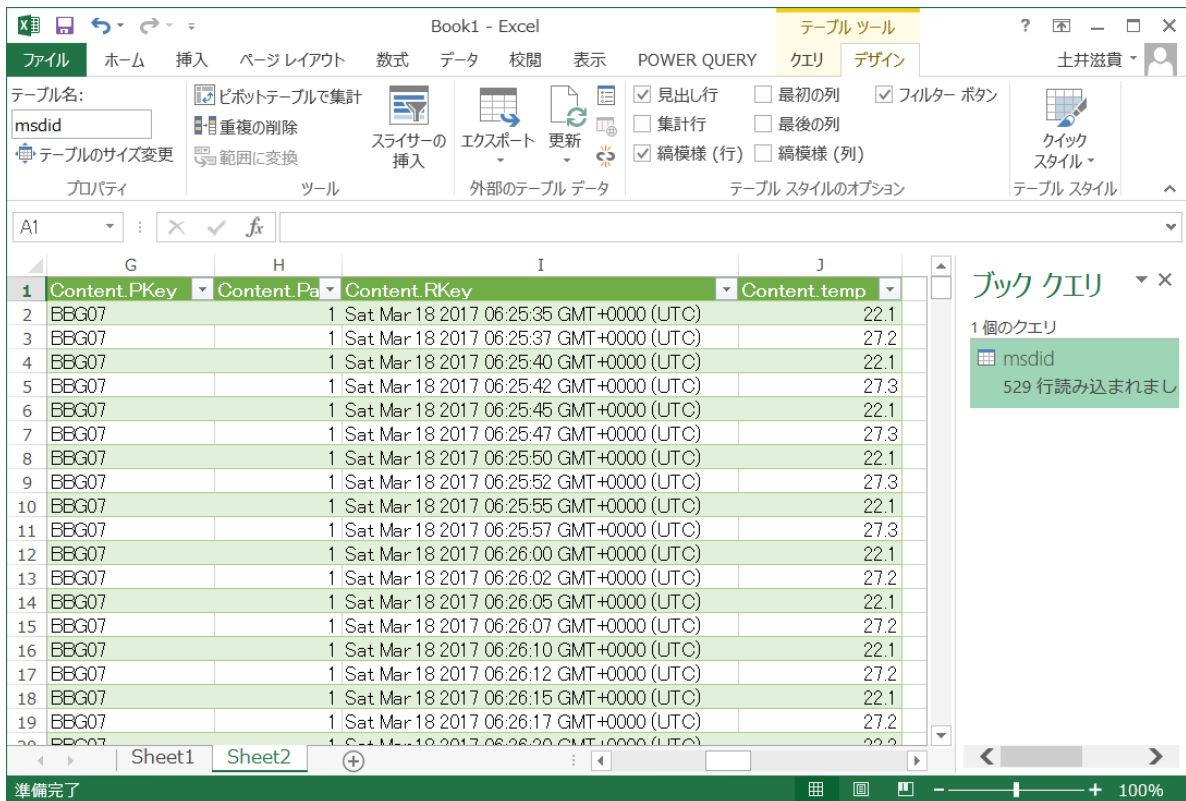 Book1 - Excel
テーブル ツール
?
ファイル ホーム 挿入 ページ レイアウト 数式 データ 校閲 表示 POWER QUERY クエリ デザイン 土井滋貴
テーブル名:
msdid
テーブルのサイズ変更
プロパティ
ピボットテーブルで集計
重複の削除
範囲に変換
スライサーの
挿入
ツール
エクスポート
更新
外部のテーブル データ
見出し行 最初の列 フィルター ボタン
集計行 最後の列
縞模様 (行) 縞模様 (列)
テーブル スタイルのオプション
クイック
スタイル
テーブル スタイル
A1 fx
G H I J
1 Content.PKey Content.Pa Content.RKey Content.temp
2 BBG07 1 Sat Mar 18 2017 06:25:35 GMT+0000 (UTC) 22.1
3 BBG07 1 Sat Mar 18 2017 06:25:37 GMT+0000 (UTC) 27.2
4 BBG07 1 Sat Mar 18 2017 06:25:40 GMT+0000 (UTC) 22.1
5 BBG07 1 Sat Mar 18 2017 06:25:42 GMT+0000 (UTC) 27.3
6 BBG07 1 Sat Mar 18 2017 06:25:45 GMT+0000 (UTC) 22.1
7 BBG07 1 Sat Mar 18 2017 06:25:47 GMT+0000 (UTC) 27.3
8 BBG07 1 Sat Mar 18 2017 06:25:50 GMT+0000 (UTC) 22.1
9 BBG07 1 Sat Mar 18 2017 06:25:52 GMT+0000 (UTC) 27.3
10 BBG07 1 Sat Mar 18 2017 06:25:55 GMT+0000 (UTC) 22.1
11 BBG07 1 Sat Mar 18 2017 06:25:57 GMT+0000 (UTC) 27.3
12 BBG07 1 Sat Mar 18 2017 06:26:00 GMT+0000 (UTC) 22.1
13 BBG07 1 Sat Mar 18 2017 06:26:02 GMT+0000 (UTC) 27.2
14 BBG07 1 Sat Mar 18 2017 06:26:05 GMT+0000 (UTC) 22.1
15 BBG07 1 Sat Mar 18 2017 06:26:07 GMT+0000 (UTC) 27.2
16 BBG07 1 Sat Mar 18 2017 06:26:10 GMT+0000 (UTC) 22.1
17 BBG07 1 Sat Mar 18 2017 06:26:12 GMT+0000 (UTC) 27.2
18 BBG07 1 Sat Mar 18 2017 06:26:15 GMT+0000 (UTC) 22.1
19 BBG07 1 Sat Mar 18 2017 06:26:17 GMT+0000 (UTC) 27.2
ブック クエリ
1 個のクエリ
msdid
529 行読み込まれまし
Sheet1 Sheet2
準備完了 100%